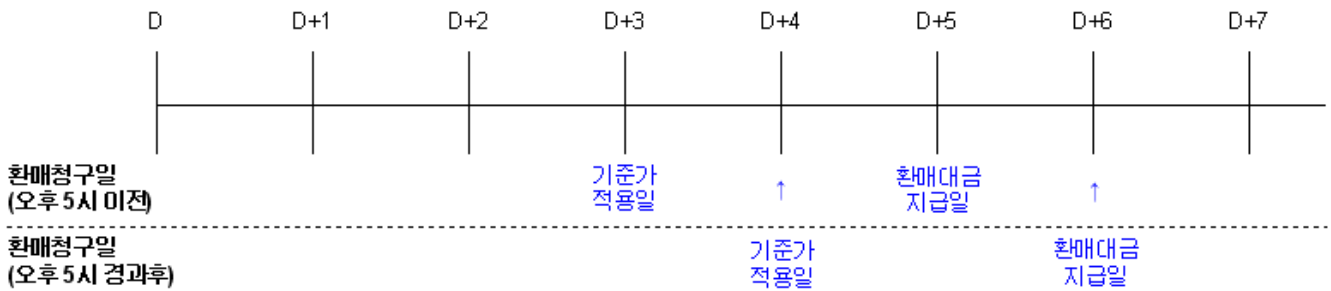 D D+1 D+2 D+3 D+4 D+5 D+6 D+7
환매청구일
(오후 5시 이전)
기준가
적용일
↑
환매대금
지급일
↑
환매청구일
(오후 5시 경과후)
기준가
적용일
환매대금
지급일